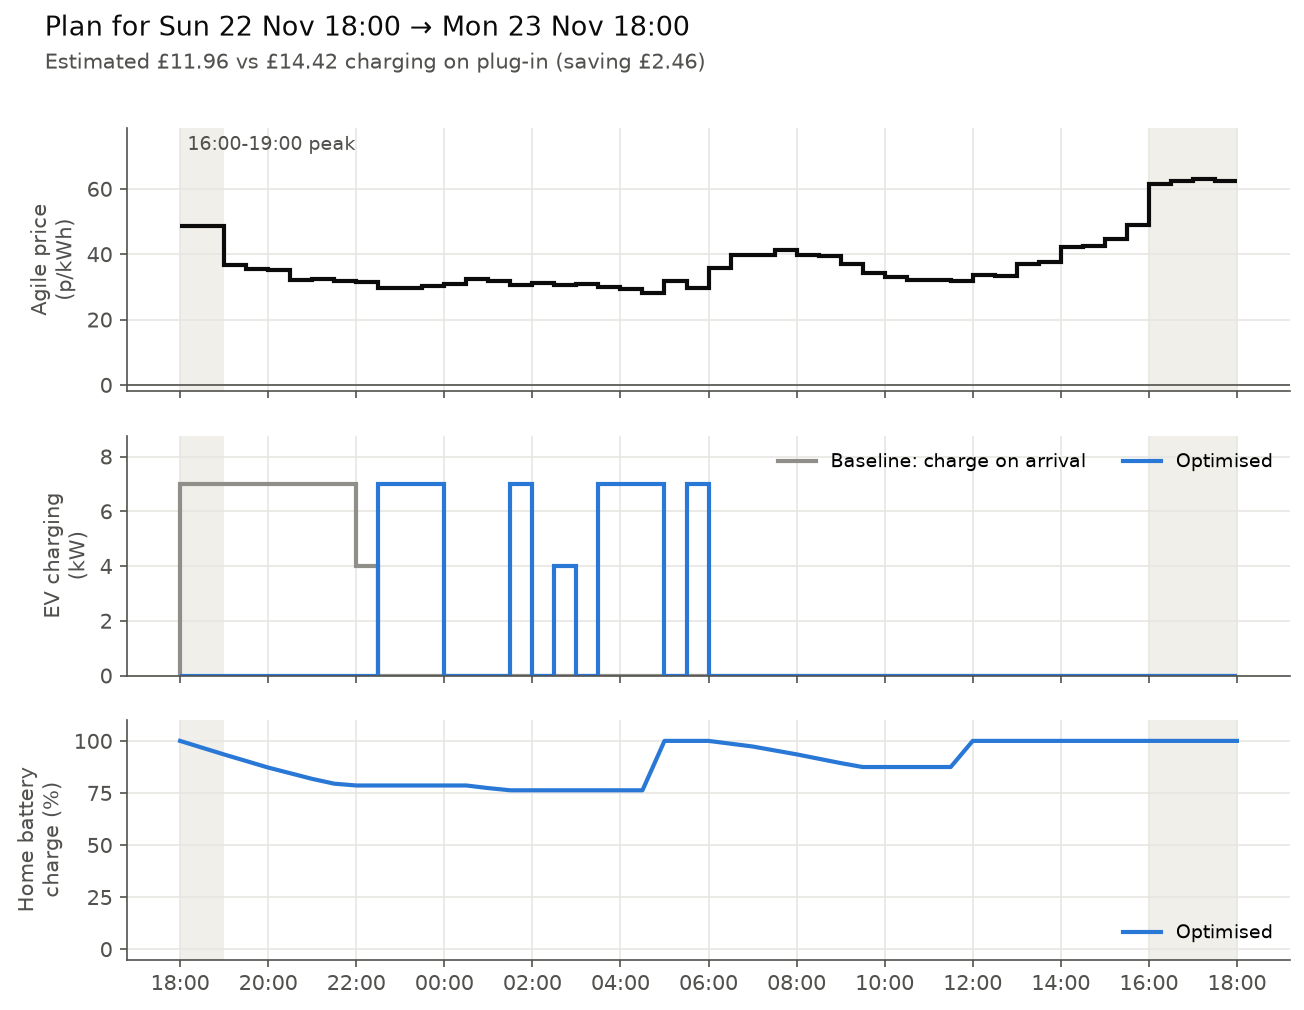 Plan for Sun 22 Nov 18:00 → Mon 23 Nov 18:00
Estimated £11.96 vs £14.42 charging on plug-in (saving £2.46)
16:00-19:00 peak
Agile price
(p/kWh)
60
40
20
0
Baseline: charge on arrival
Optimised
EV charging
(kW)
8
6
4
2
0
Home battery
charge (%)
100
75
50
25
0
Optimised
18:00 20:00 22:00 00:00 02:00 04:00 06:00 08:00 10:00 12:00 14:00 16:00 18:00